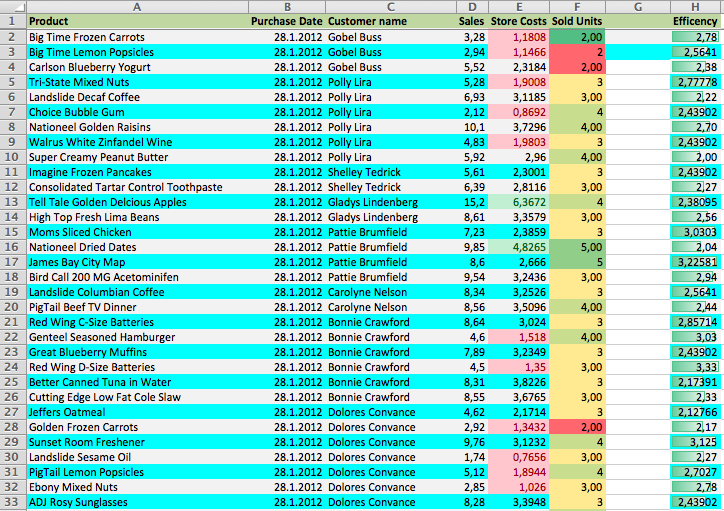 A B C D E F G H
1 Product Purchase Date Customer name Sales Store Costs Sold Units Efficency
2 Big Time Frozen Carrots 28.1.2012 Gobel Buss 3,28 1,1808 2,00 2,78
3 Big Time Lemon Popsicles 28.1.2012 Gobel Buss 2,94 1,1466 2 2,5641
4 Carlson Blueberry Yogurt 28.1.2012 Gobel Buss 5,52 2,3184 2,00 2,38
5 Tri-State Mixed Nuts 28.1.2012 Polly Lira 5,28 1,9008 3 2,77778
6 Landslide Decaf Coffee 28.1.2012 Polly Lira 6,93 3,1185 3,00 2,22
7 Choice Bubble Gum 28.1.2012 Polly Lira 2,12 0,8692 4 2,43902
8 Nationeel Golden Raisins 28.1.2012 Polly Lira 10,1 3,7296 4,00 2,70
9 Walrus White Zinfandel Wine 28.1.2012 Polly Lira 4,83 1,9803 3 2,43902
10 Super Creamy Peanut Butter 28.1.2012 Polly Lira 5,92 2,96 4,00 2,00
11 Imagine Frozen Pancakes 28.1.2012 Shelley Tedrick 5,61 2,3001 3 2,43902
12 Consolidated Tartar Control Toothpaste 28.1.2012 Shelley Tedrick 6,39 2,8116 3,00 2,27
13 Tell Tale Golden Delcious Apples 28.1.2012 Gladys Lindenberg 15,2 6,3672 4 2,38095
14 High Top Fresh Lima Beans 28.1.2012 Gladys Lindenberg 8,61 3,3579 3,00 2,56
15 Moms Sliced Chicken 28.1.2012 Pattie Brumfield 7,23 2,3859 3 3,0303
16 Nationeel Dried Dates 28.1.2012 Pattie Brumfield 9,85 4,8265 5,00 2,04
17 James Bay City Map 28.1.2012 Pattie Brumfield 8,6 2,666 5 3,22581
18 Bird Call 200 MG Acetominifen 28.1.2012 Pattie Brumfield 9,54 3,2436 3,00 2,94
19 Landslide Columbian Coffee 28.1.2012 Carolyne Nelson 8,34 3,2526 3 2,5641
20 PigTail Beef TV Dinner 28.1.2012 Carolyne Nelson 8,56 3,5096 4,00 2,44
21 Red Wing C-Size Batteries 28.1.2012 Bonnie Crawford 8,64 3,024 3 2,85714
22 Genteel Seasoned Hamburger 28.1.2012 Bonnie Crawford 4,6 1,518 4,00 3,03
23 Great Blueberry Muffins 28.1.2012 Bonnie Crawford 7,89 3,2349 3 2,43902
24 Red Wing D-Size Batteries 28.1.2012 Bonnie Crawford 4,5 1,35 3,00 3,33
25 Better Canned Tuna in Water 28.1.2012 Bonnie Crawford 8,31 3,8226 3 2,17391
26 Cutting Edge Low Fat Cole Slaw 28.1.2012 Bonnie Crawford 8,55 3,6765 3,00 2,33
27 Jeffers Oatmeal 28.1.2012 Dolores Convance 4,62 2,1714 3 2,12766
28 Golden Frozen Carrots 28.1.2012 Dolores Convance 2,92 1,3432 2,00 2,17
29 Sunset Room Freshener 28.1.2012 Dolores Convance 9,76 3,1232 4 3,125
30 Landslide Sesame Oil 28.1.2012 Dolores Convance 1,74 0,7656 3,00 2,27
31 PigTail Lemon Popsicles 28.1.2012 Dolores Convance 5,12 1,8944 4 2,7027
32 Ebony Mixed Nuts 28.1.2012 Dolores Convance 2,85 1,026 3,00 2,78
33 ADJ Rosy Sunglasses 28.1.2012 Dolores Convance 8,28 3,3948 3 2,43902